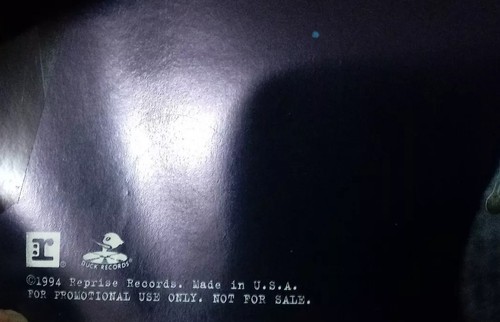 r
DUCK RECORDS
©1994 Reprise Records. Made in U.S.A.
FOR PROMOTIONAL USE ONLY. NOT FOR SALE.